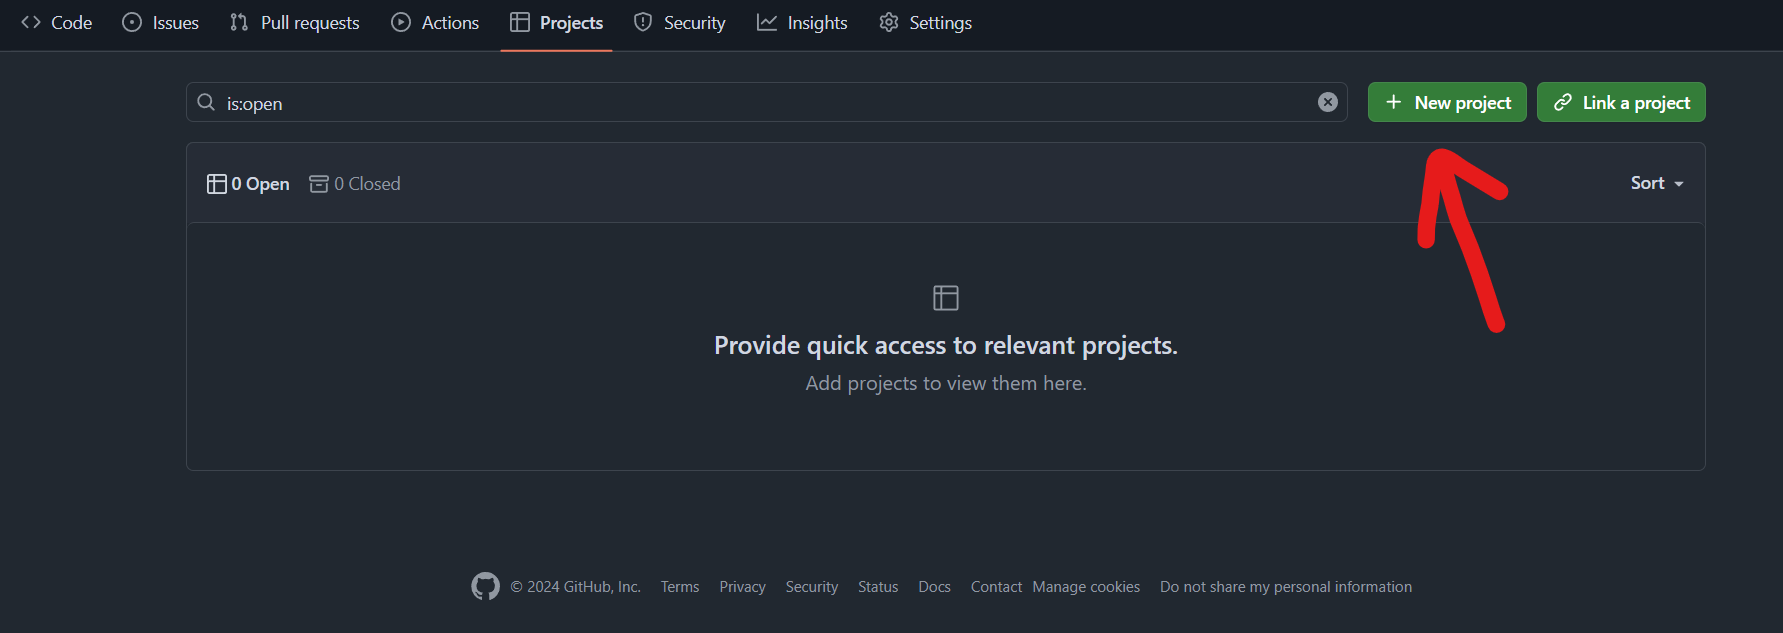 Code Issues Pull requests Actions Projects Security Insights Settings
is:open New project Link a project
0 Open 0 Closed Sort
Provide quick access to relevant projects.
Add projects to view them here.
© 2024 GitHub, Inc. Terms Privacy Security Status Docs Contact Manage cookies Do not share my personal information